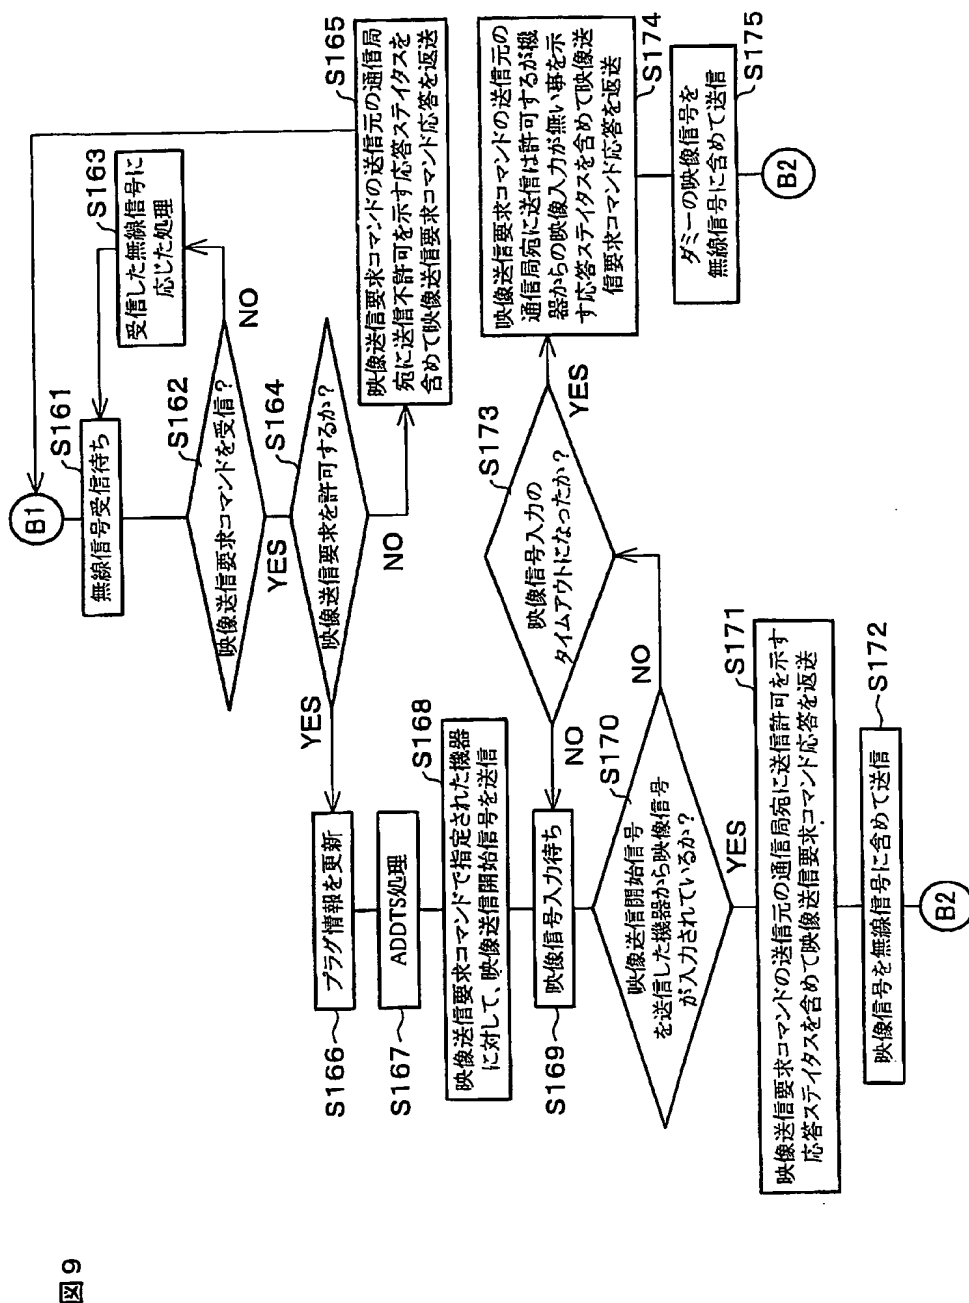 図9
B1
S161
無線信号受信待ち
S163
受信した無線信号に
応じた処理
S162
映像送信要求コマンドを受信?
NO
YES
S164
映像送信要求を許可するか?
YES
NO
S165
映像送信要求コマンドの送信元の通信局
宛に送信不許可を示す応答ステイタスを
含めて映像送信要求コマンド応答を返送
S166
プラグ情報を更新
S167
ADDTS処理
S168
映像送信要求コマンドで指定された機器
に対して、映像送信開始信号を送信
S169
映像信号入力待ち
S170
映像送信開始信号
を送信した機器から映像信号
が入力されているか?
NO
YES
S173
映像信号入力の
タイムアウトになったか?
NO
YES
S171
映像送信要求コマンドの送信元の通信局宛に送信許可を示す
応答ステイタスを含めて映像送信要求コマンド応答を返送
S172
映像信号を無線信号に含めて送信
B2
S174
映像送信要求コマンドの送信元の
通信局宛に送信は許可するが機
器からの映像入力が無い事を示
す応答ステイタスを含めて映像送
信要求コマンド応答を返送
S175
ダミーの映像信号を
無線信号に含めて送信
B2